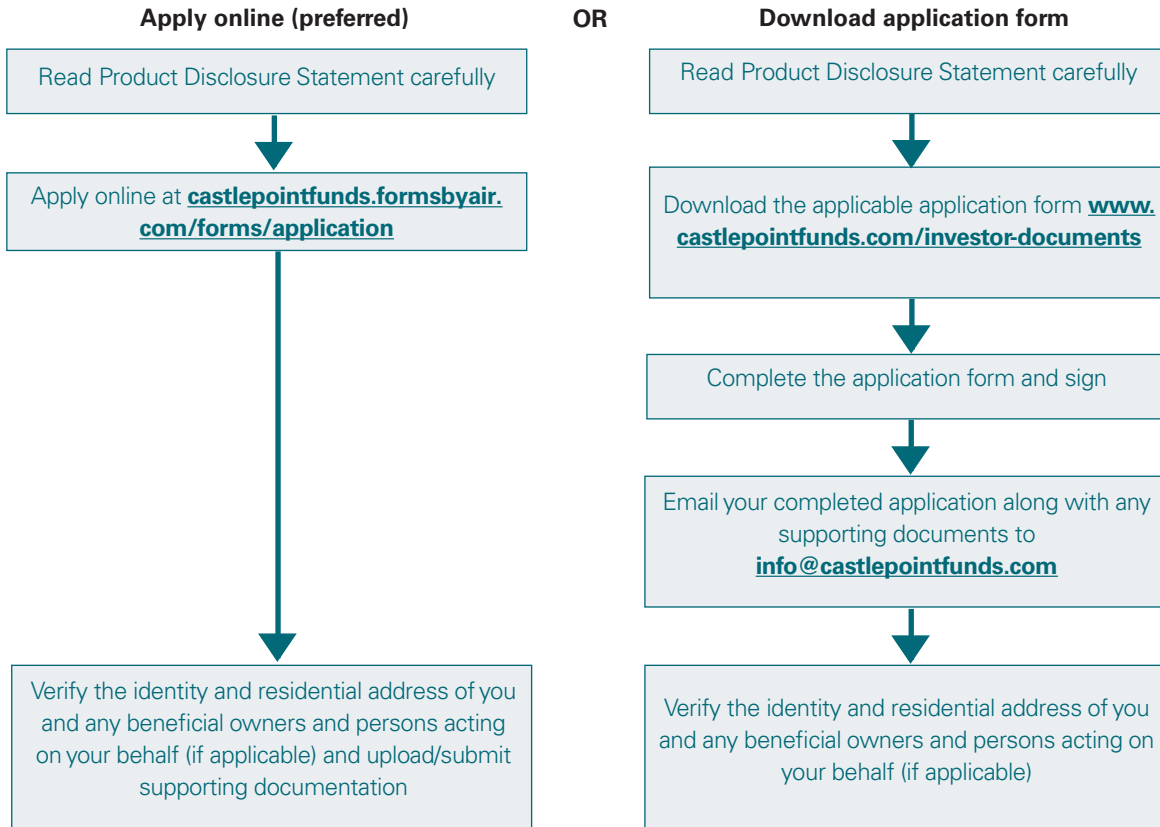 Apply online (preferred)
OR
Download application form
Read Product Disclosure Statement carefully
Apply online at castlepointfunds.formsbyair.
com/forms/application
Verify the identity and residential address of you
and any beneficial owners and persons acting
on your behalf (if applicable) and upload/submit
supporting documentation
Read Product Disclosure Statement carefully
Download the applicable application form www.
castlepointfunds.com/investor-documents
Complete the application form and sign
Email your completed application along with any
supporting documents to
info@castlepointfunds.com
Verify the identity and residential address of you
and any beneficial owners and persons acting on
your behalf (if applicable)